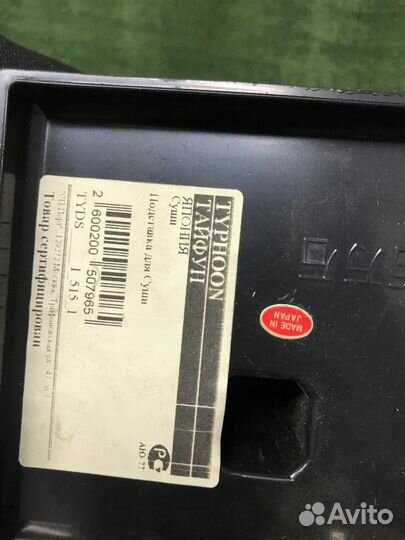 TYPHOON
ТАЙФУН
ЯПОНИЯ
Суши
Подставка для Суши
2 600200 507965
TYDS 1 515 1
Товар сертифицирован
РС
АЮ 77
MADE IN
JAPAN
Avito